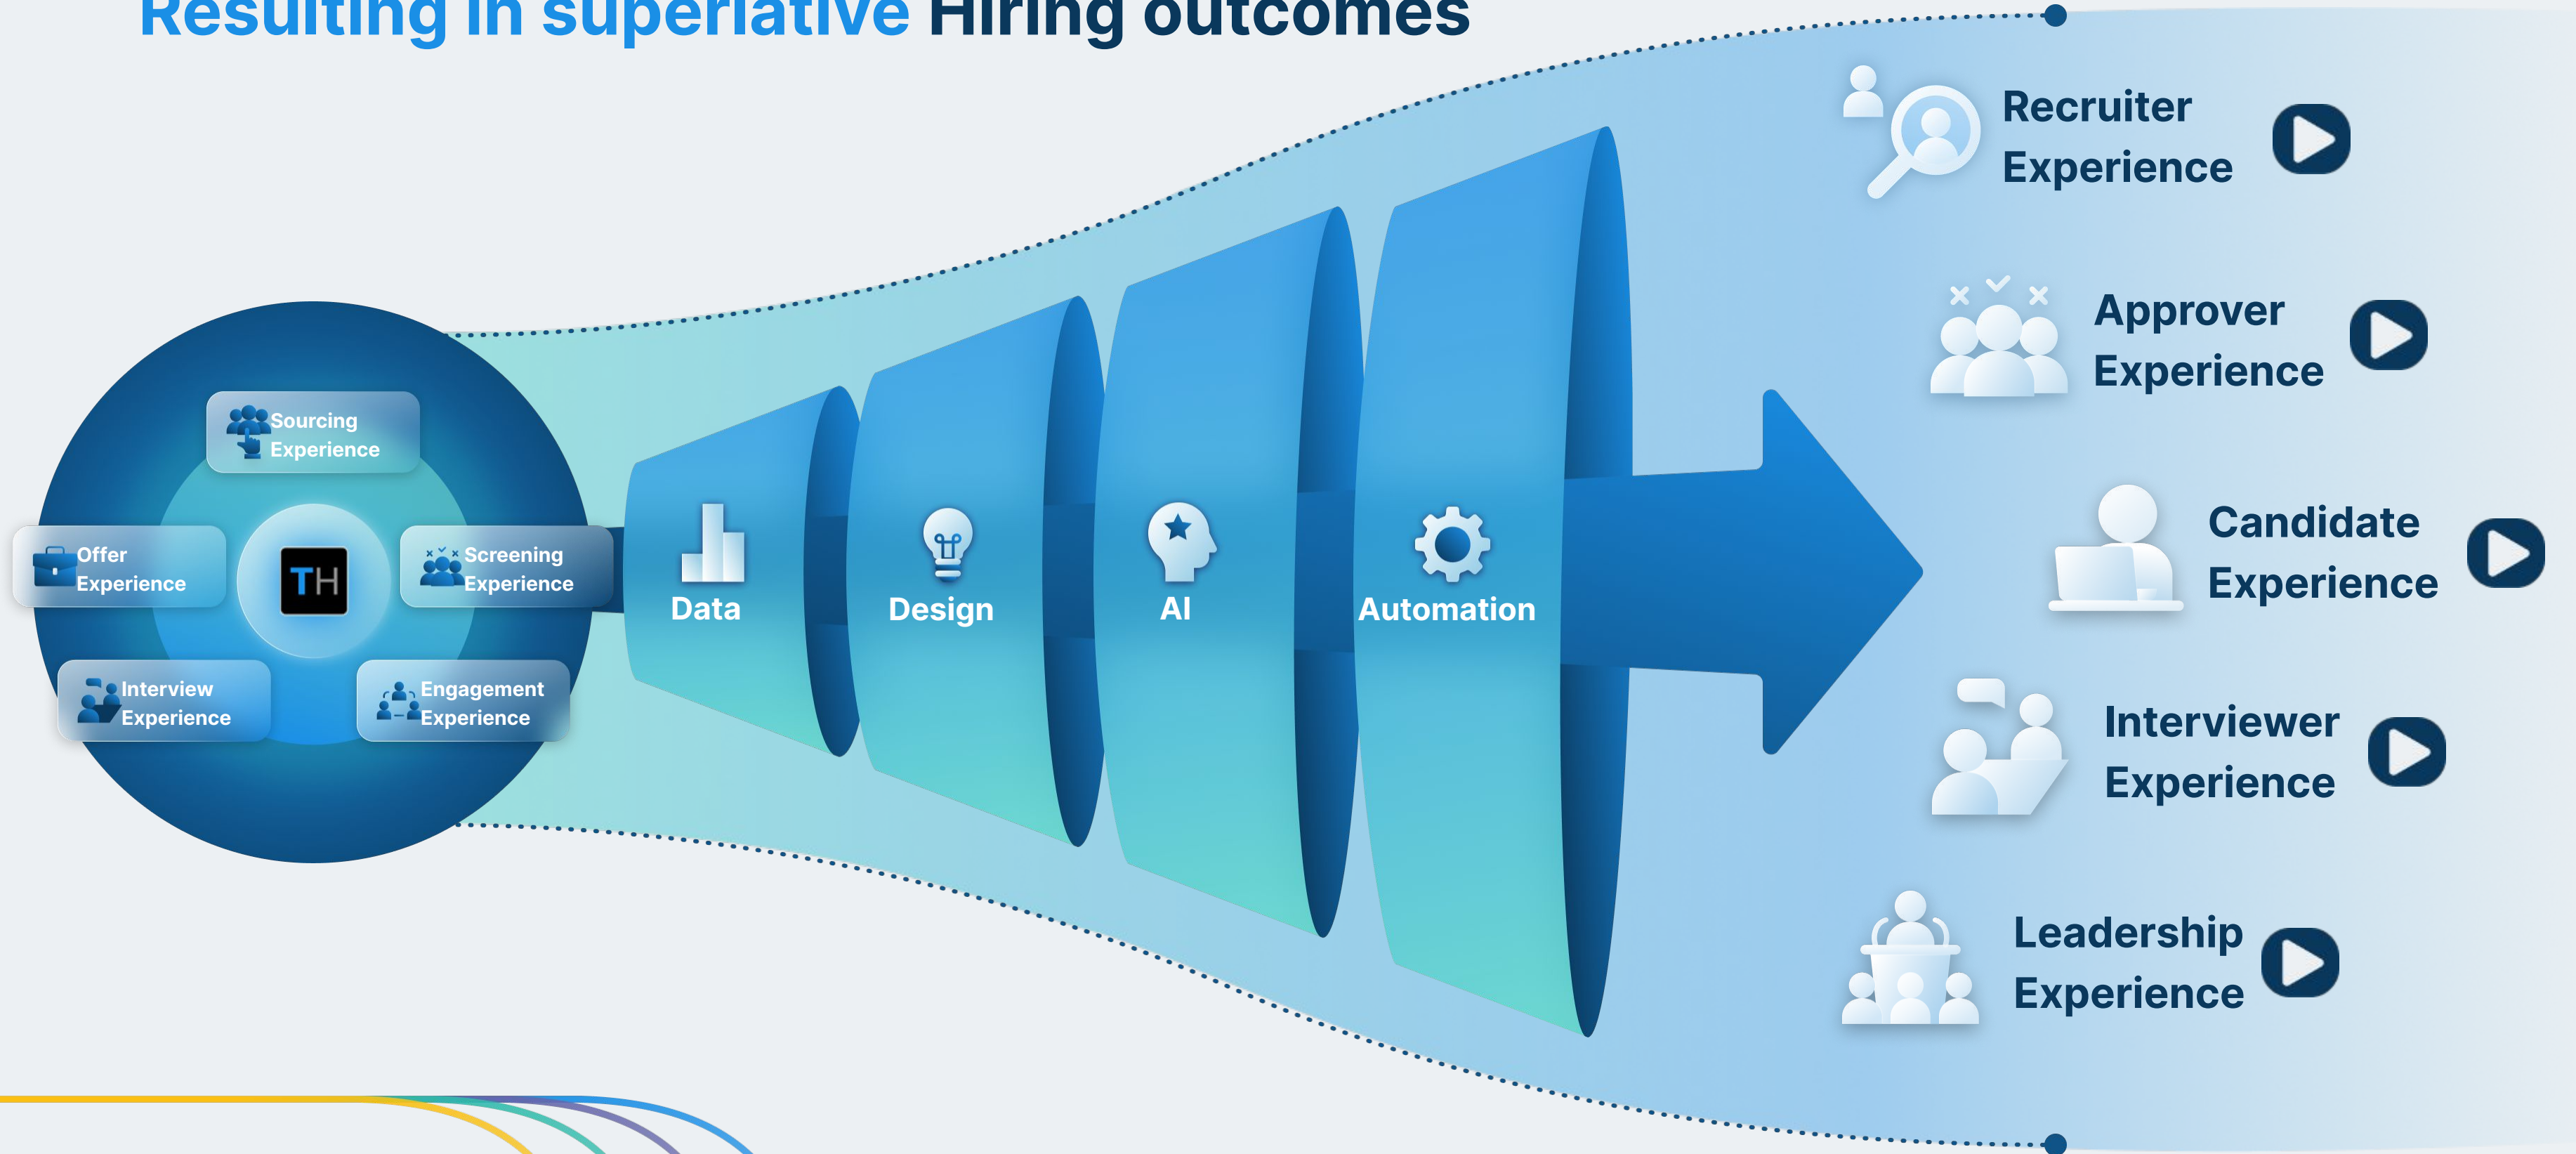 Resulting in superlative Hiring outcomes
Sourcing
Experience
Offer
Experience
TH
Screening
Experience
Interview
Experience
Engagement
Experience
Data
Design
AI
Automation
Recruiter
Experience
Approver
Experience
Candidate
Experience
Interviewer
Experience
Leadership
Experience